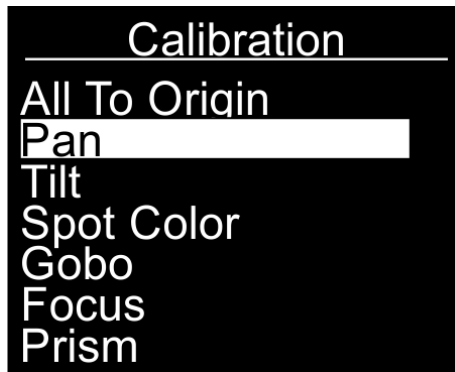 Calibration
All To Origin
Pan
Tilt
Spot Color
Gobo
Focus
Prism